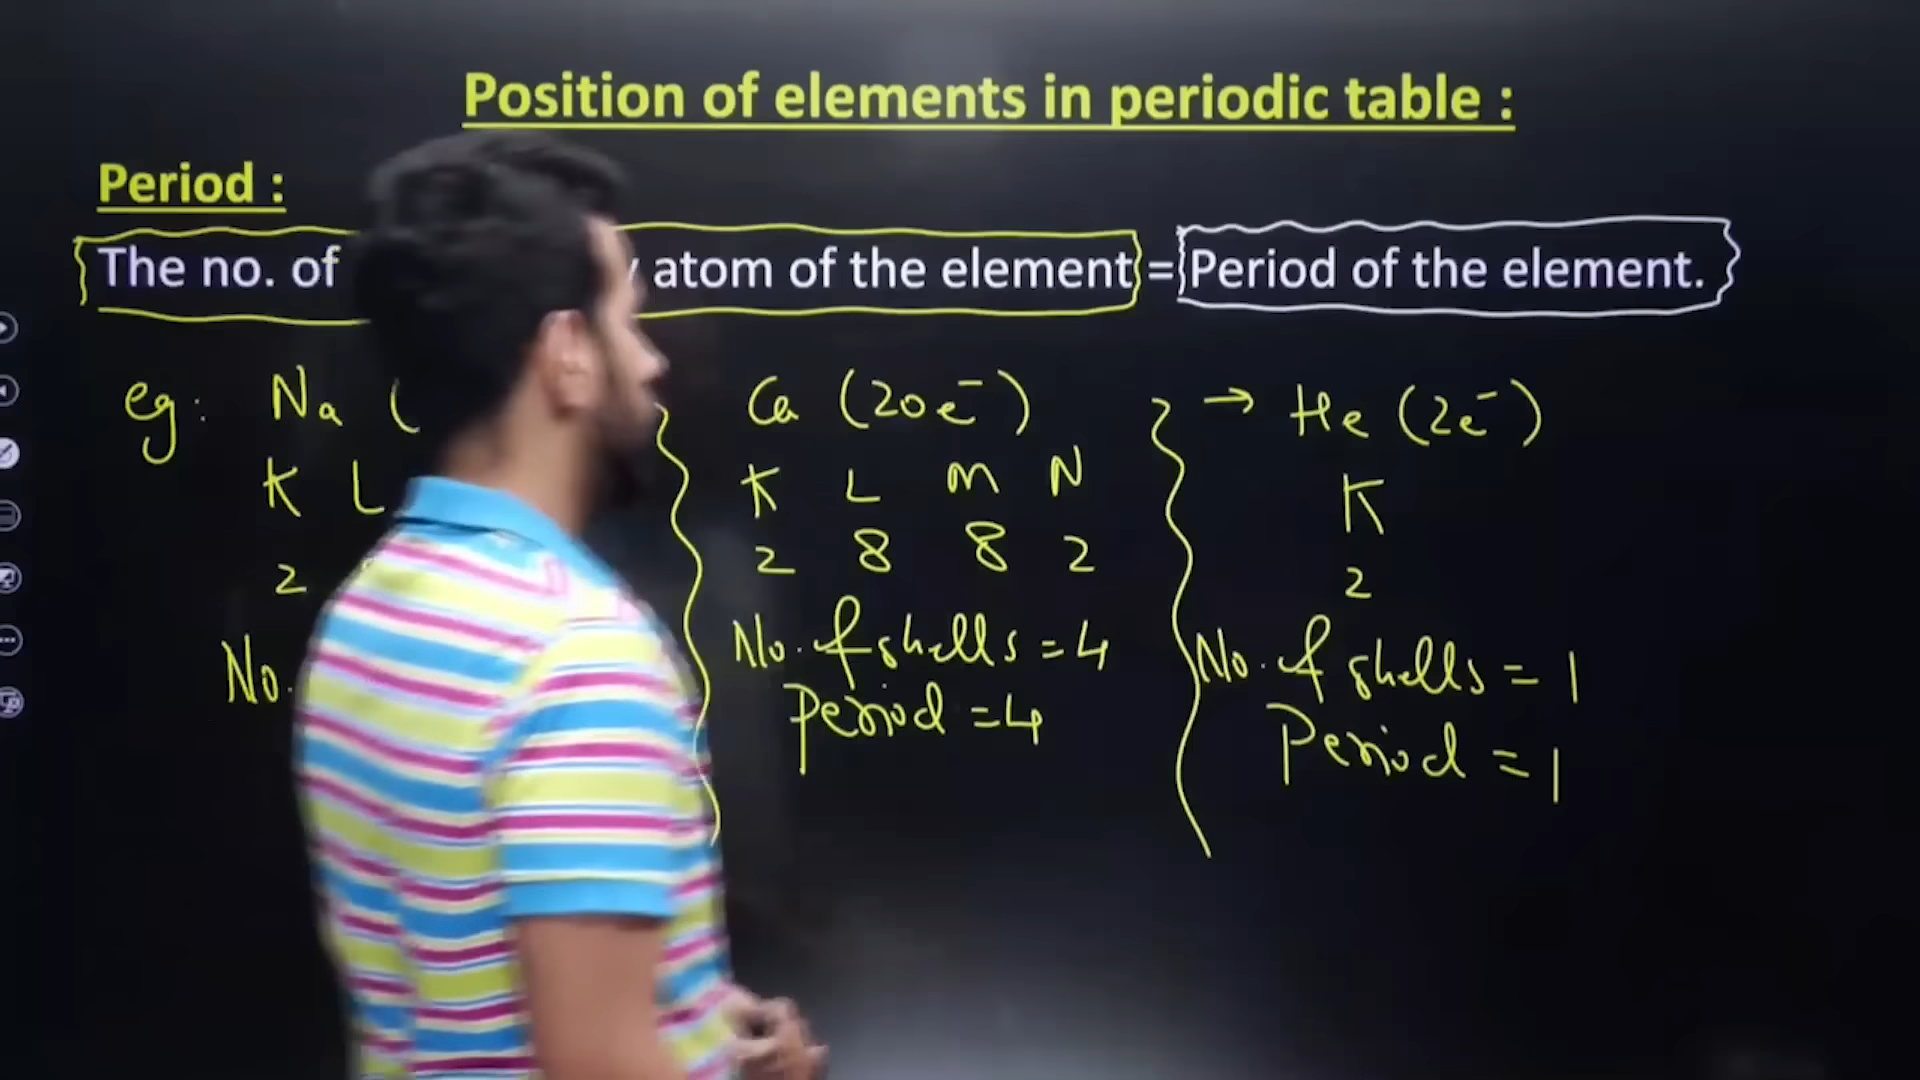 Position of elements in periodic table :
Period :
The no. of atom of the element = Period of the element.
eg: Na (
K L
2
No.
Ca (20e⁻)
K L M N
2 8 8 2
No. of shells = 4
Period = 4
→ He (2e⁻)
K
2
No. of shells = 1
Period = 1